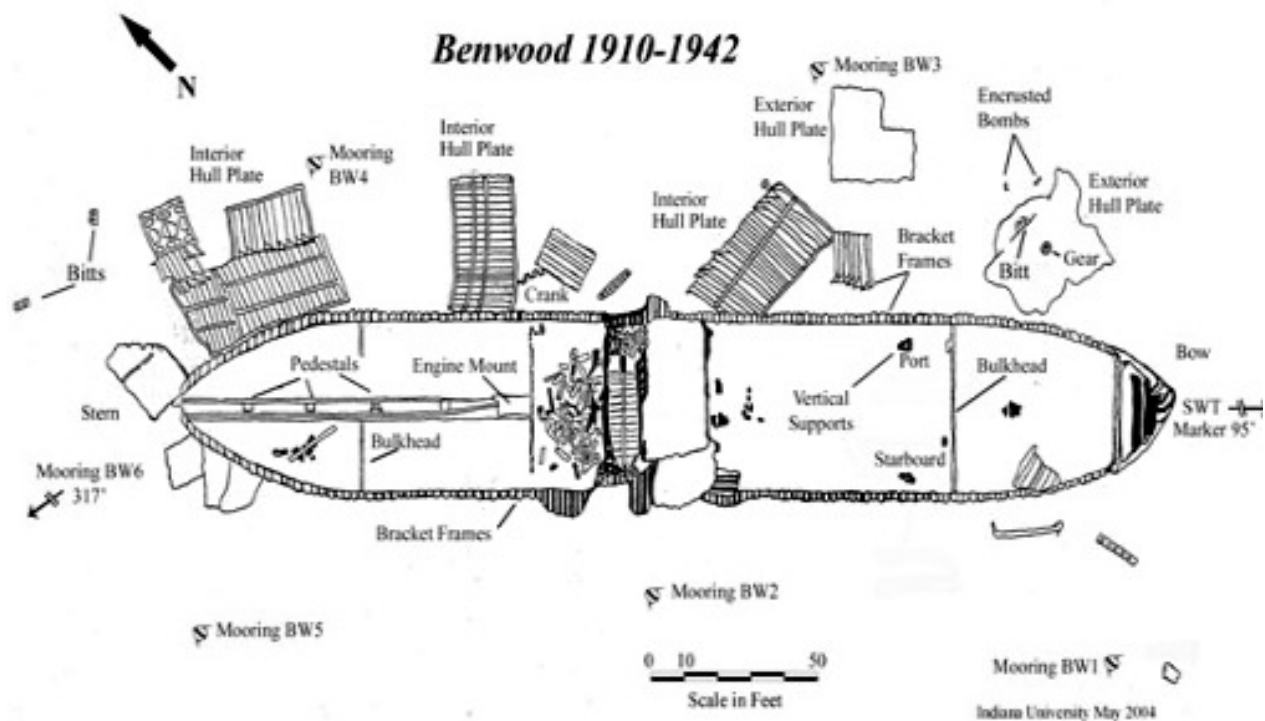 Benwood 1910-1942
N
Mooring BW3
Exterior
Hull Plate
Encrusted
Bombs
Interior
Hull Plate
Interior
Hull Plate
Mooring
BW4
Interior
Hull Plate
Exterior
Hull Plate
Bracket
Frames
Bitts
Bitt
Gear
Crank
Pedestals
Engine Mount
Port
Bulkhead
Bow
Stern
Vertical
Supports
SWT
Marker 95°
Bulkhead
Starboard
Mooring BW6
317°
Bracket Frames
Mooring BW2
Mooring BW5
0 10 50
Scale in Feet
Mooring BW1
Indiana University May 2004